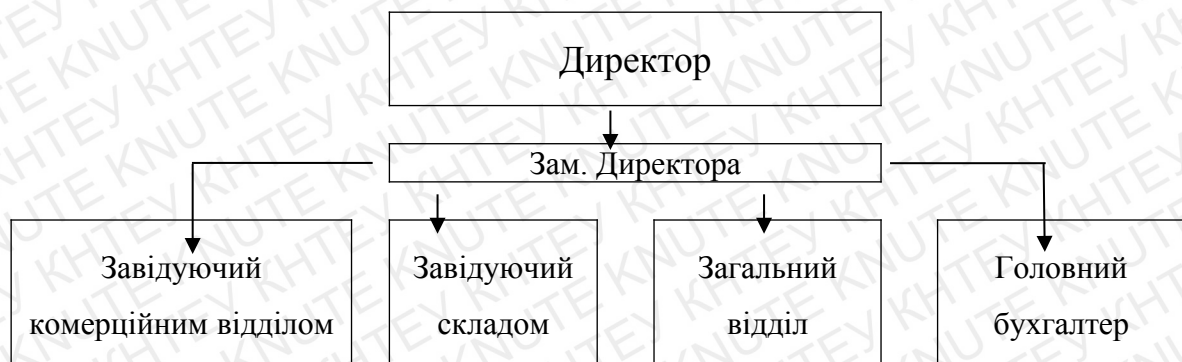 Директор
Зам. Директора
Завідуючий
комерційним відділом
Завідуючий
складом
Загальний
відділ
Головний
бухгалтер